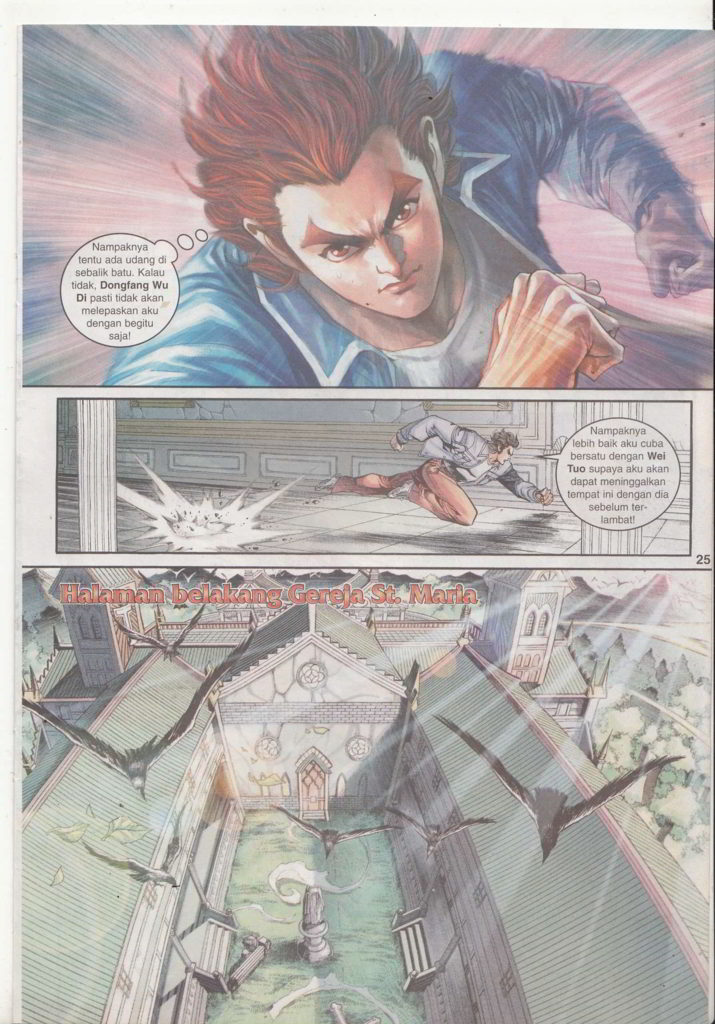 Nampaknya
tentu ada udang di
sebalik batu. Kalau
tidak, Dongfang Wu
Di pasti tidak akan
melepaskan aku
dengan begitu
saja!
Nampaknya
lebih baik aku cuba
bersatu dengan Wei
Tuo supaya aku akan
dapat meninggalkan
tempat ini dengan dia
sebelum ter-
lambat!
25
Halaman belakang Gereja St. Maria